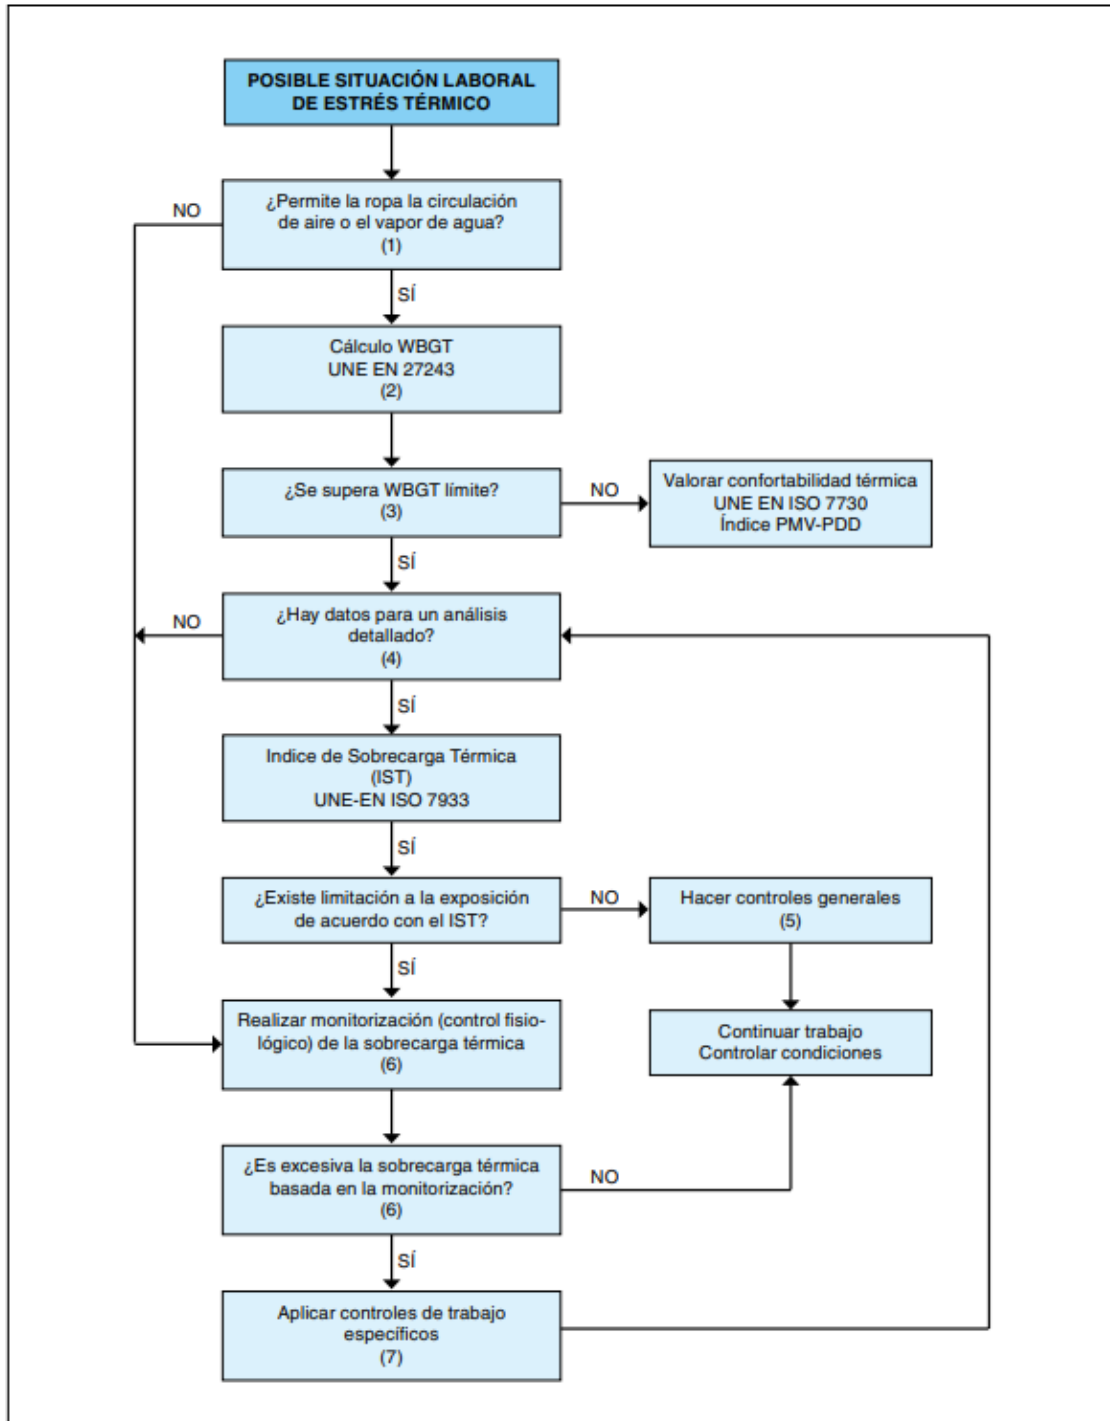 POSIBLE SITUACIÓN LABORAL
DE ESTRÉS TÉRMICO
¿Permite la ropa la circulación
de aire o el vapor de agua?
(1)
NO
SÍ
Cálculo WBGT
UNE EN 27243
(2)
¿Se supera WBGT límite?
(3)
NO
Valorar confortabilidad térmica
UNE EN ISO 7730
Índice PMV-PDD
SÍ
¿Hay datos para un análisis
detallado?
(4)
NO
SÍ
Indice de Sobrecarga Térmica
(IST)
UNE-EN ISO 7933
SÍ
¿Existe limitación a la exposición
de acuerdo con el IST?
NO
Hacer controles generales
(5)
SÍ
Realizar monitorización (control fisio-
lógico) de la sobrecarga térmica
(6)
Continuar trabajo
Controlar condiciones
¿Es excesiva la sobrecarga térmica
basada en la monitorización?
(6)
NO
SÍ
Aplicar controles de trabajo
específicos
(7)